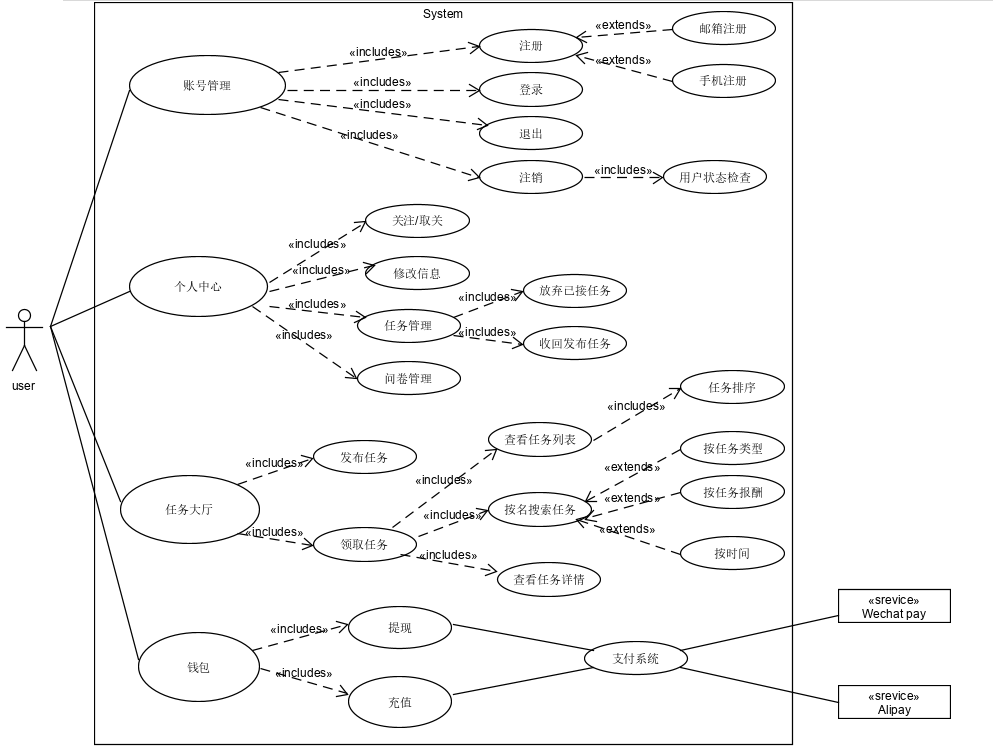 System
账号管理
«includes»
注册
«extends»
邮箱注册
«extends»
手机注册
«includes»
登录
«includes»
退出
«includes»
注销
«includes»
用户状态检查
个人中心
«includes»
关注/取关
«includes»
修改信息
«includes»
任务管理
«includes»
放弃已接任务
«includes»
收回发布任务
«includes»
问卷管理
user
任务大厅
«includes»
发布任务
«includes»
领取任务
«includes»
查看任务列表
«includes»
任务排序
«includes»
按名搜索任务
«extends»
按任务类型
«extends»
按任务报酬
«extends»
按时间
«includes»
查看任务详情
钱包
«includes»
提现
«includes»
充值
支付系统
«srevice»
Wechat pay
«srevice»
Alipay